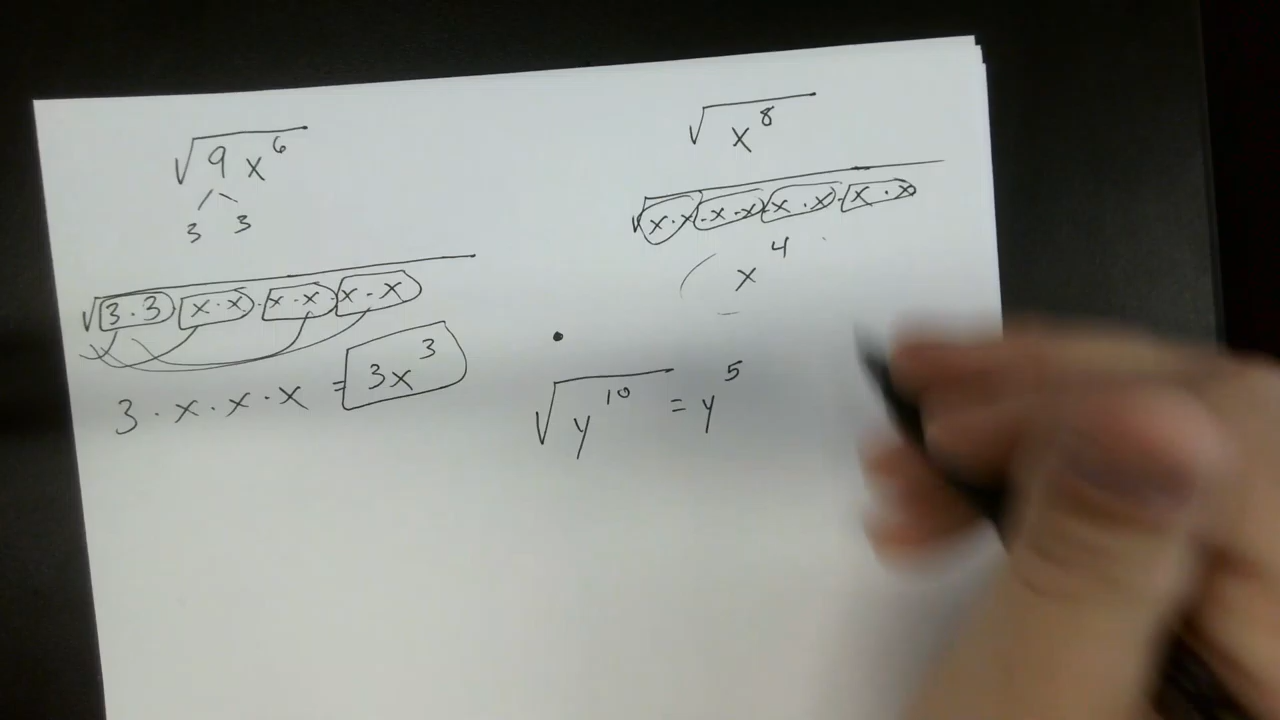 √9x⁶
3 3
√3·3·x·x·x·x·x·x
3·x·x·x = 3x³
√x⁸
√x·x·x·x·x·x·x·x
x⁴
√y¹⁰ = y⁵